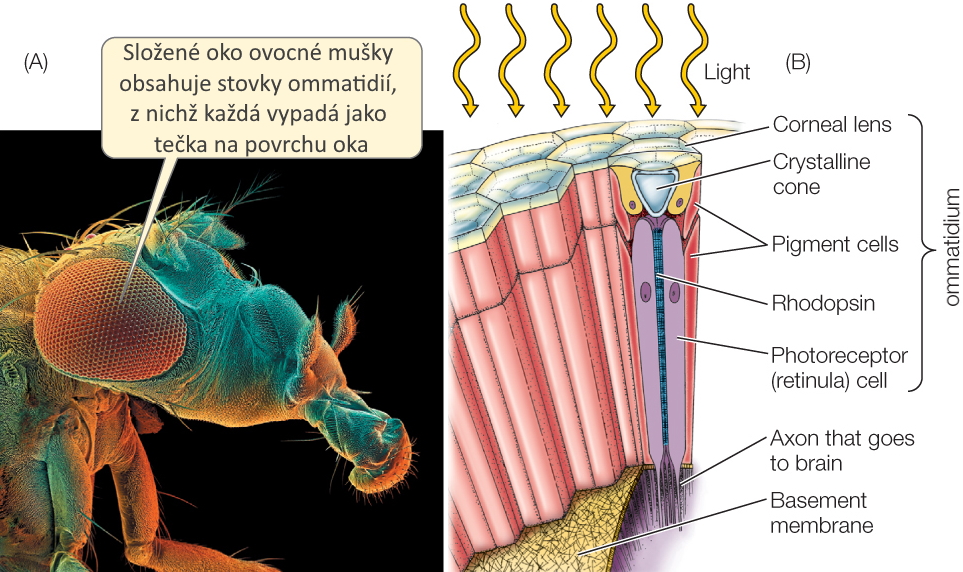 (A)
Složené oko ovocné mušky
obsahuje stovky ommatidií,
z nichž každá vypadá jako
tečka na povrchu oka
Light
(B)
Corneal lens
Crystalline
cone
Pigment cells
Rhodopsin
Photoreceptor
(retinula) cell
ommatidium
Axon that goes
to brain
Basement
membrane